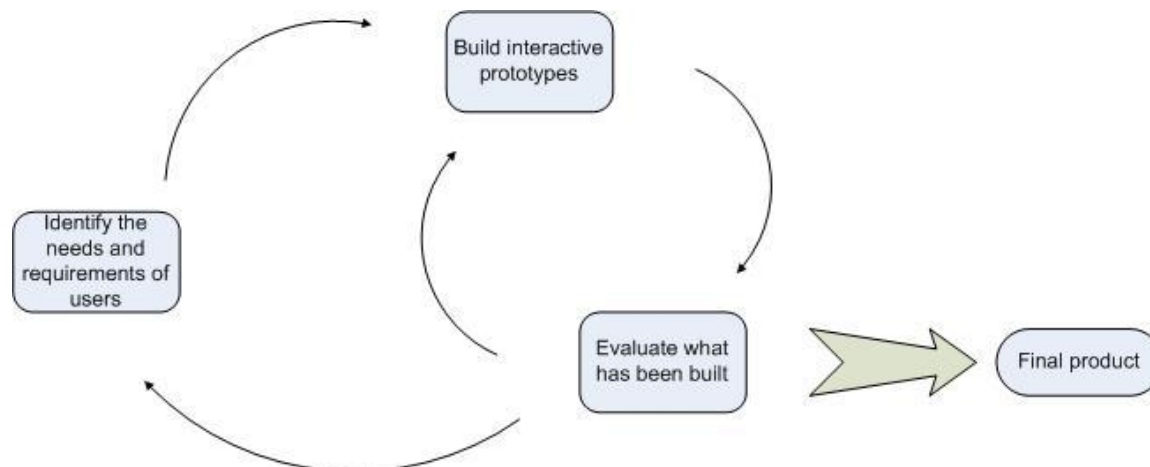 Build interactive
prototypes
Identify the
needs and
requirements of
users
Evaluate what
has been built
Final product